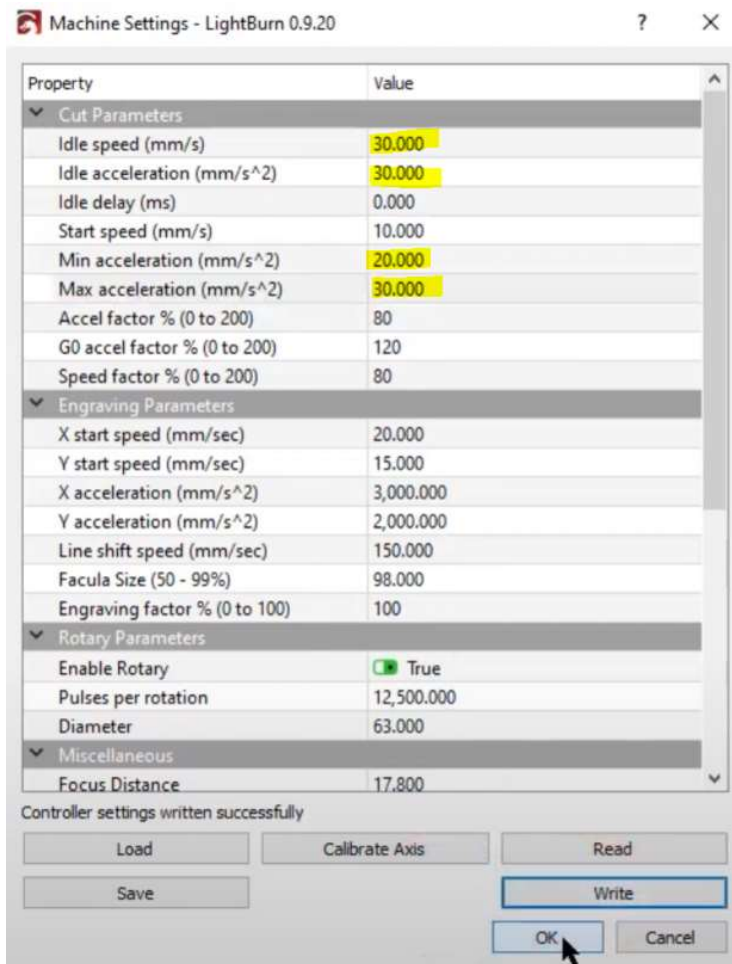 Machine Settings - LightBurn 0.9.20 ?
Property Value
Cut Parameters
Idle speed (mm/s) 30.000
Idle acceleration (mm/s^2) 30.000
Idle delay (ms) 0.000
Start speed (mm/s) 10.000
Min acceleration (mm/s^2) 20.000
Max acceleration (mm/s^2) 30.000
Accel factor % (0 to 200) 80
G0 accel factor % (0 to 200) 120
Speed factor % (0 to 200) 80
Engraving Parameters
X start speed (mm/sec) 20.000
Y start speed (mm/sec) 15.000
X acceleration (mm/s^2) 3,000.000
Y acceleration (mm/s^2) 2,000.000
Line shift speed (mm/sec) 150.000
Facula Size (50 - 99%) 98.000
Engraving factor % (0 to 100) 100
Rotary Parameters
Enable Rotary True
Pulses per rotation 12,500.000
Diameter 63.000
Miscellaneous
Focus Distance 17.800
Controller settings written successfully
Load Calibrate Axis Read
Save Write
OK Cancel